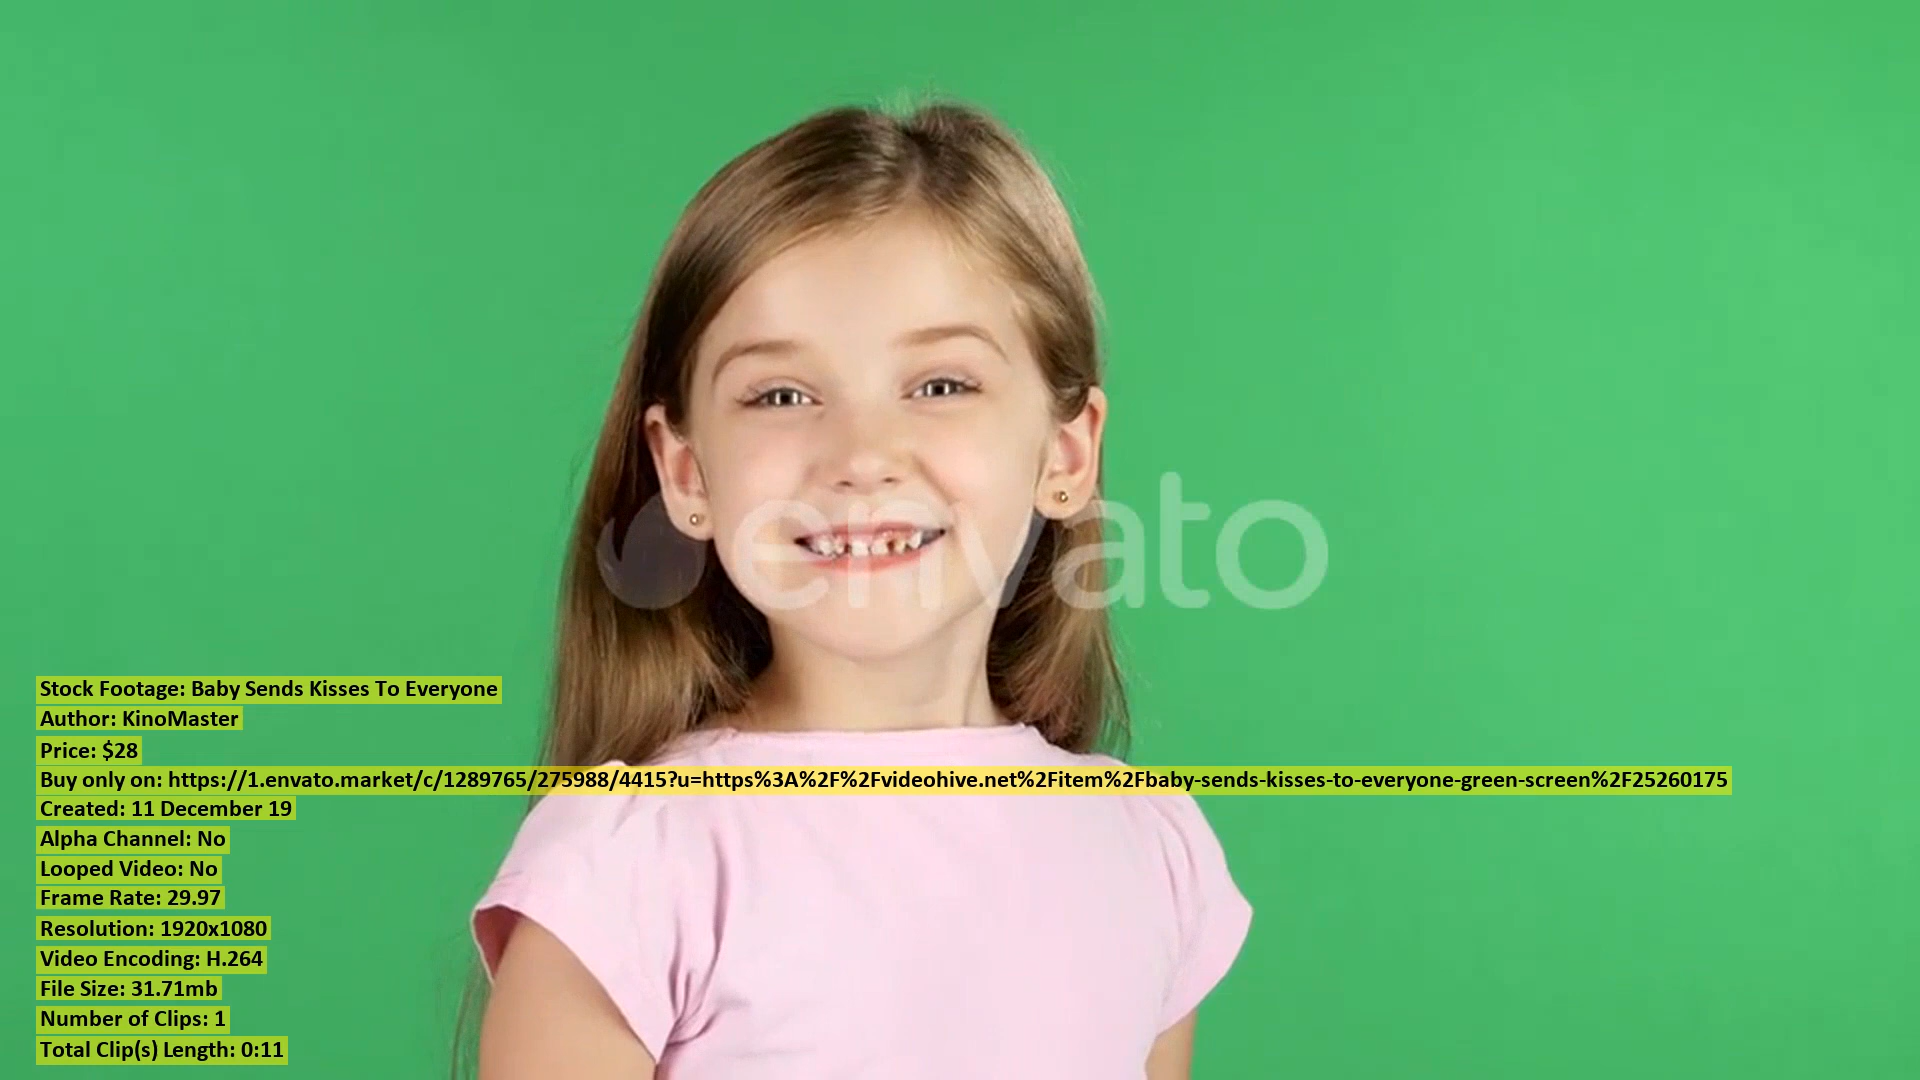 envato
Stock Footage: Baby Sends Kisses To Everyone
Author: KinoMaster
Price: $28
Buy only on: https://1.envato.market/c/1289765/275988/4415?u=https%3A%2F%2Fvideohive.net%2Fitem%2Fbaby-sends-kisses-to-everyone-green-screen%2F25260175
Created: 11 December 19
Alpha Channel: No
Looped Video: No
Frame Rate: 29.97
Resolution: 1920x1080
Video Encoding: H.264
File Size: 31.71mb
Number of Clips: 1
Total Clip(s) Length: 0:11